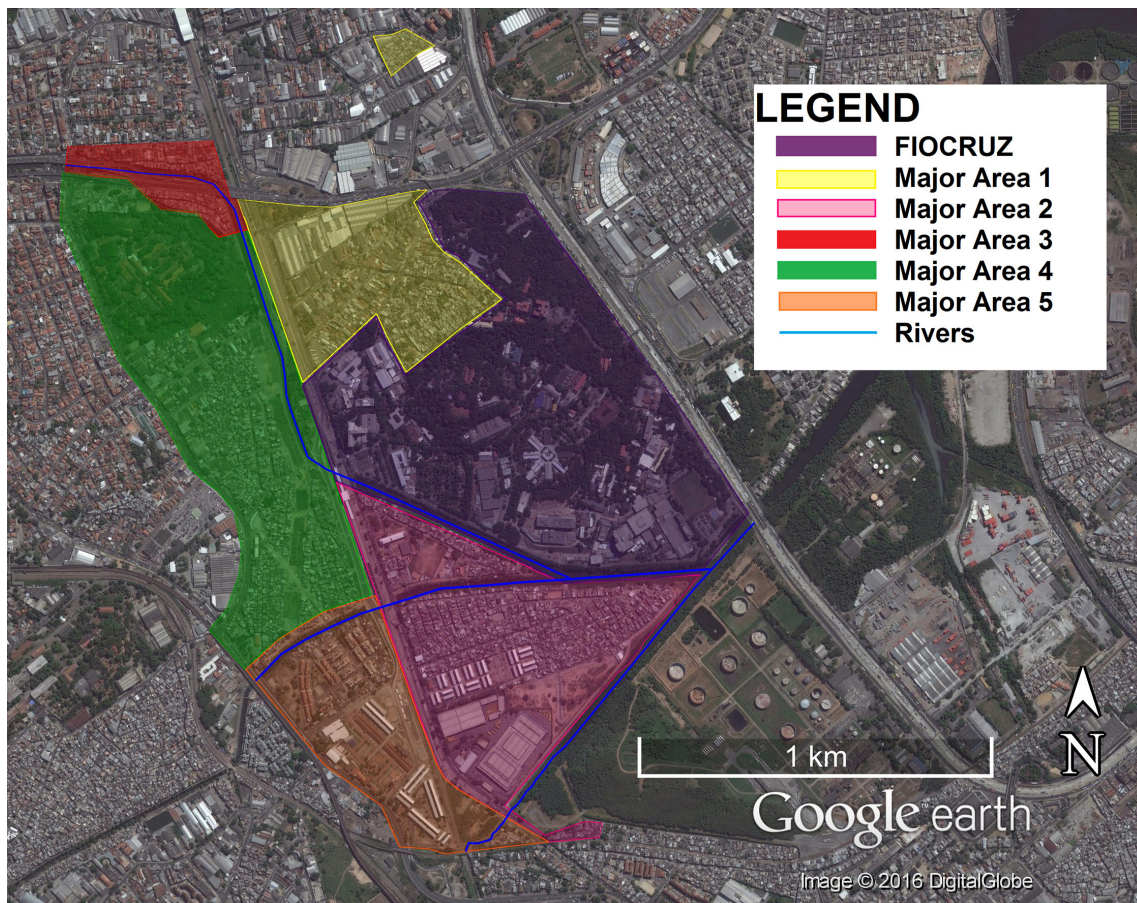 LEGEND
FIOCRUZ
Major Area 1
Major Area 2
Major Area 3
Major Area 4
Major Area 5
Rivers
N
1 km
Google earth
Image © 2016 DigitalGlobe